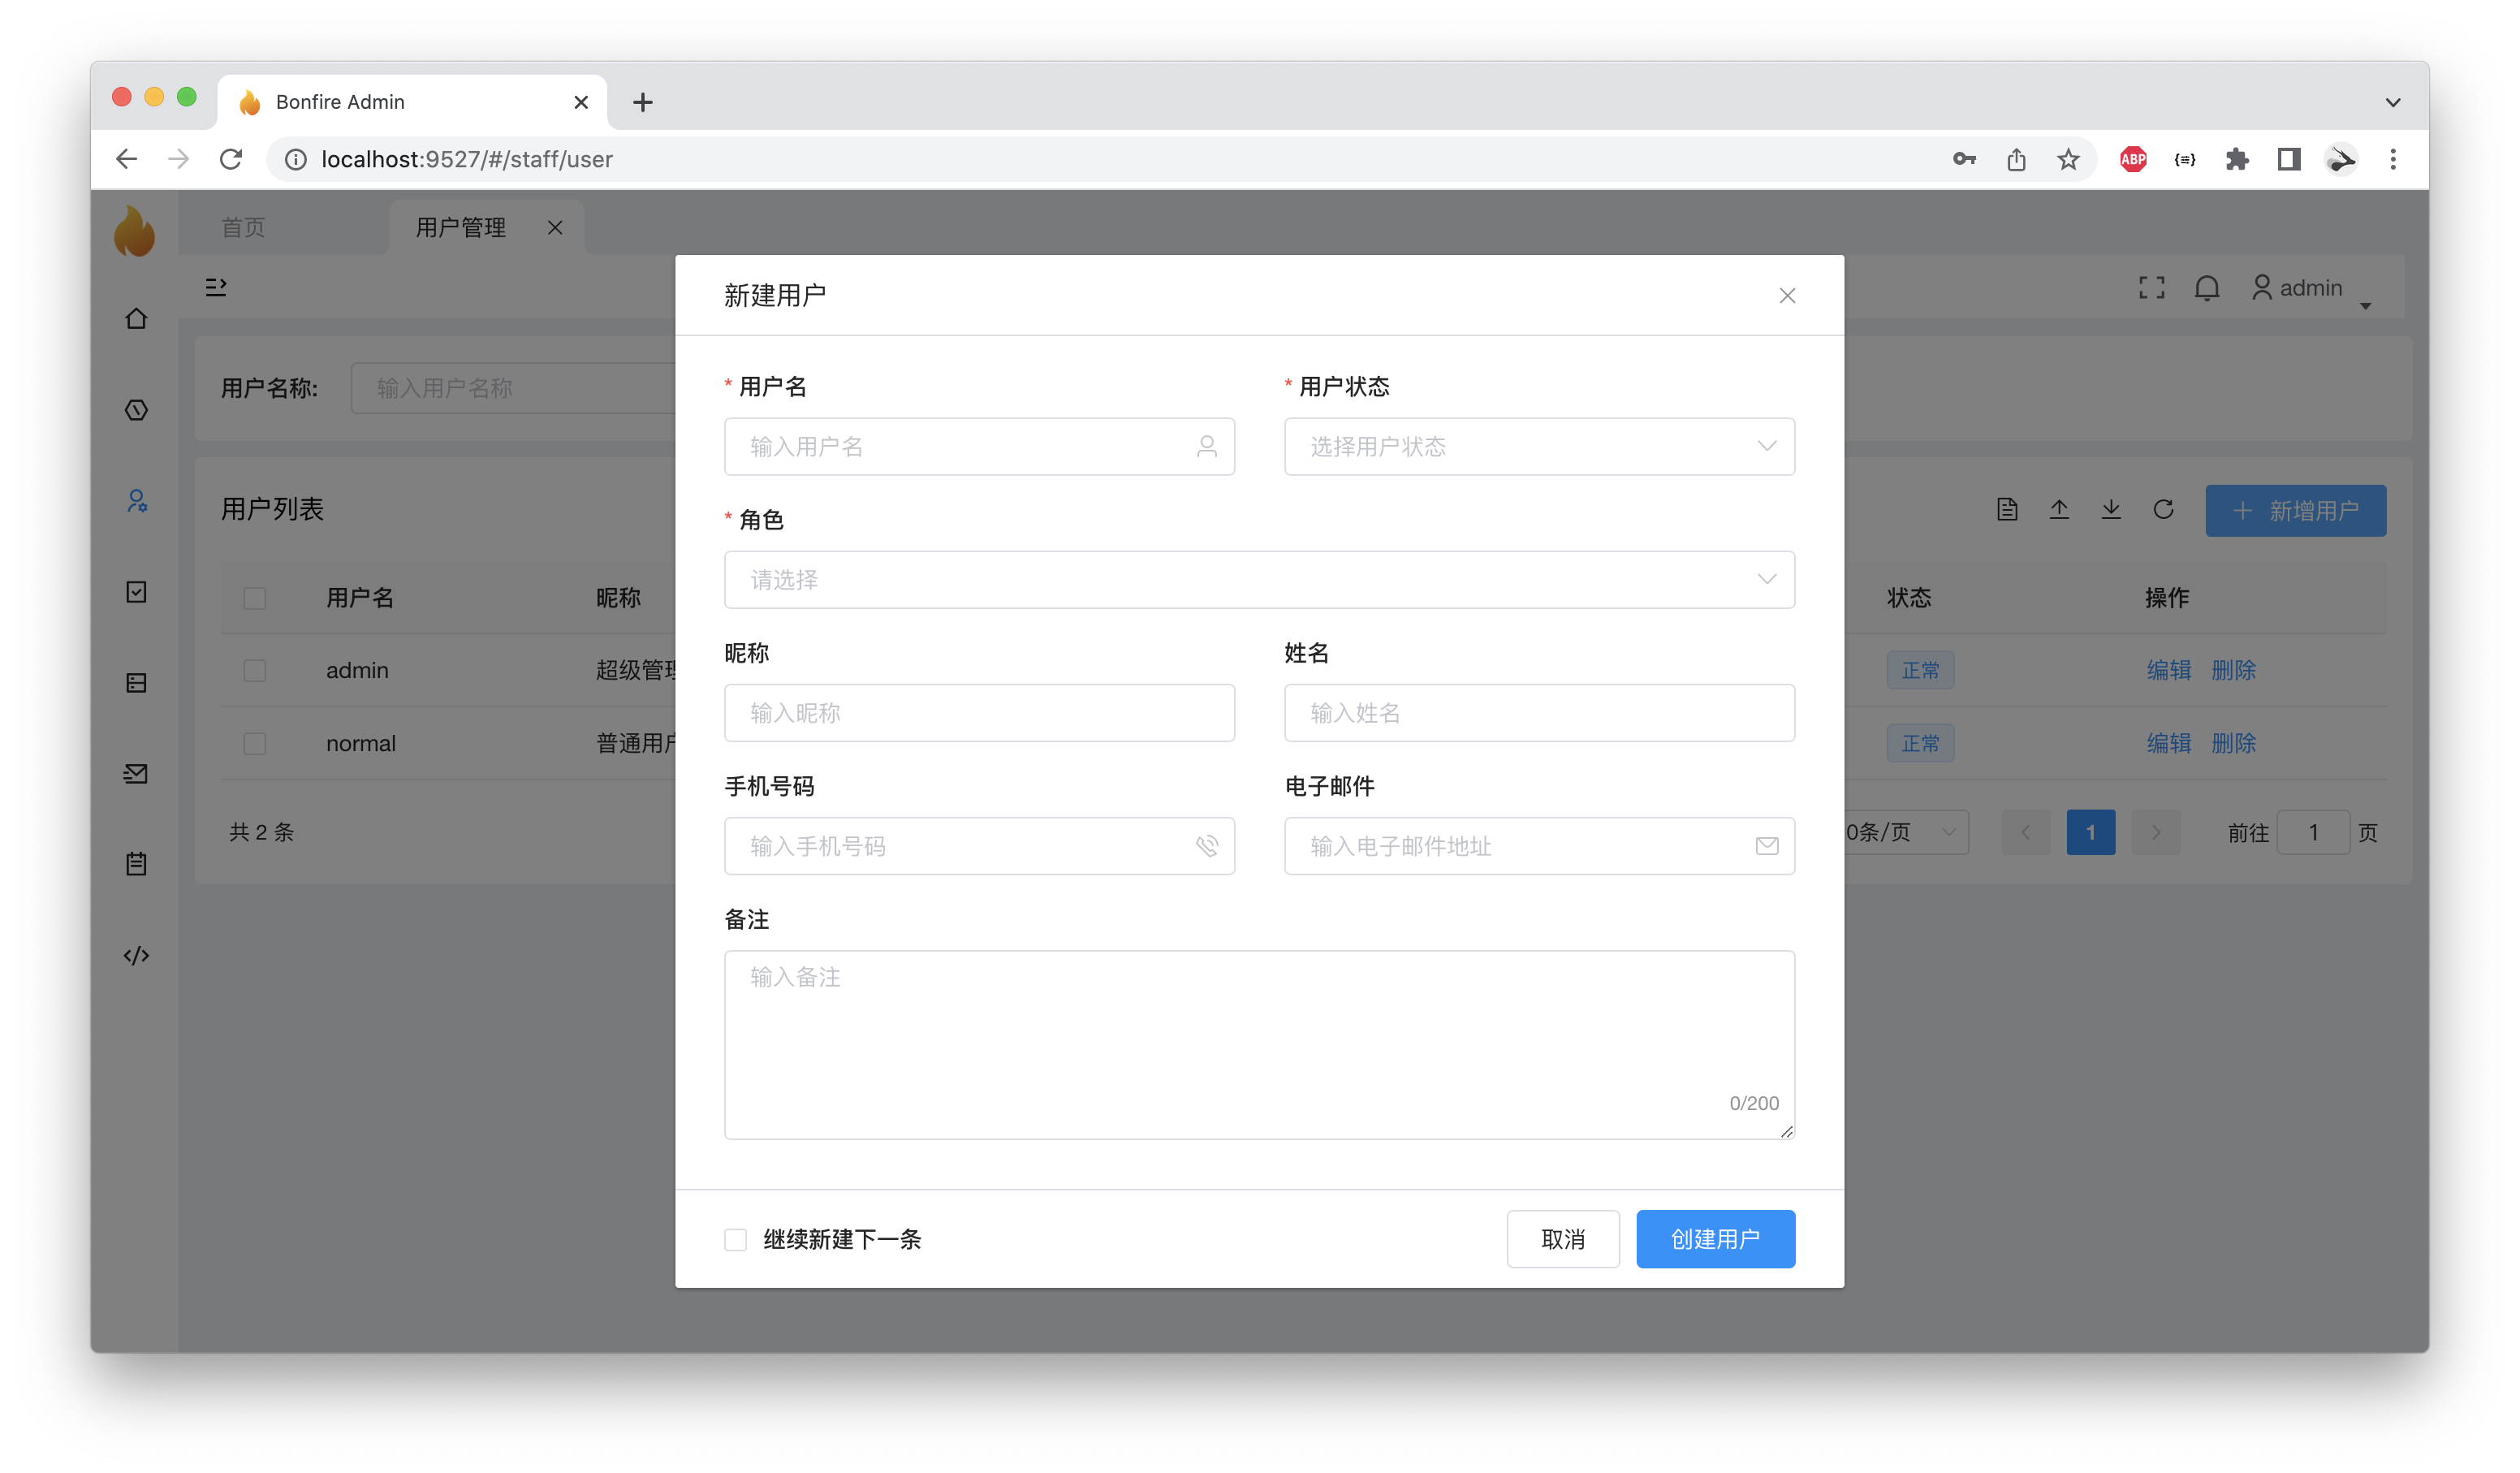 Bonfire Admin
localhost:9527/#/staff/user
ABP
首页
用户管理
admin
用户名称:
输入用户名称
用户列表
新增用户
用户名
昵称
状态
操作
admin
超级管理
正常
编辑
删除
normal
普通用户
正常
编辑
删除
共 2 条
0条/页
1
前往
1
页
新建用户
* 用户名
输入用户名
* 用户状态
选择用户状态
* 角色
请选择
昵称
输入昵称
姓名
输入姓名
手机号码
输入手机号码
电子邮件
输入电子邮件地址
备注
输入备注
0/200
继续新建下一条
取消
创建用户